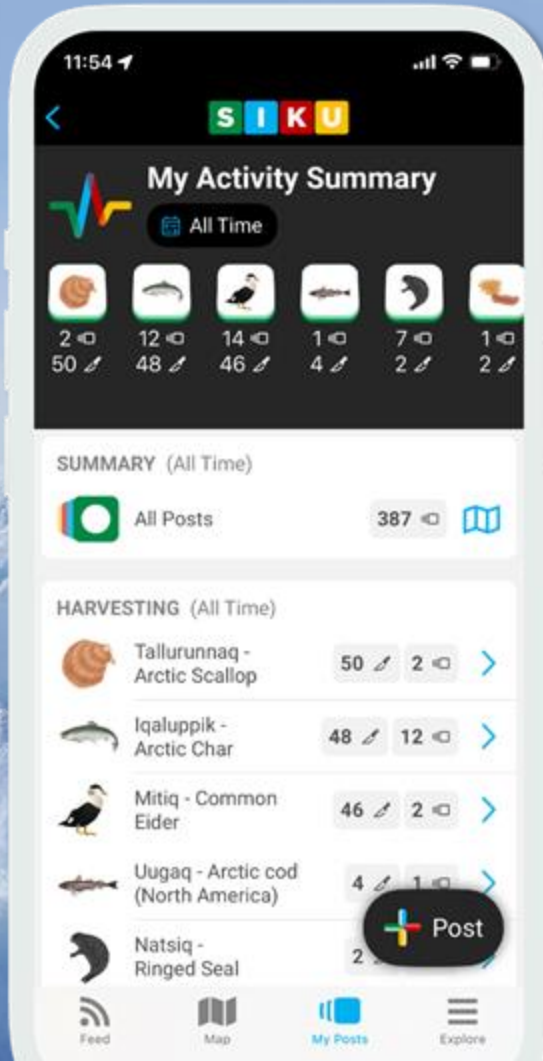 11:54
SIKU
My Activity Summary
All Time
2 12 14 1 7 1
50 48 46 4 2 2
SUMMARY (All Time)
All Posts 387
HARVESTING (All Time)
Tallurunnaq -
Arctic Scallop
50 2
Iqaluppik -
Arctic Char
48 12
Mitiq - Common
Eider
46 2
Uugaq - Arctic cod
(North America)
4 1
Natsiq -
Ringed Seal
2
Post
Feed Map My Posts Explore